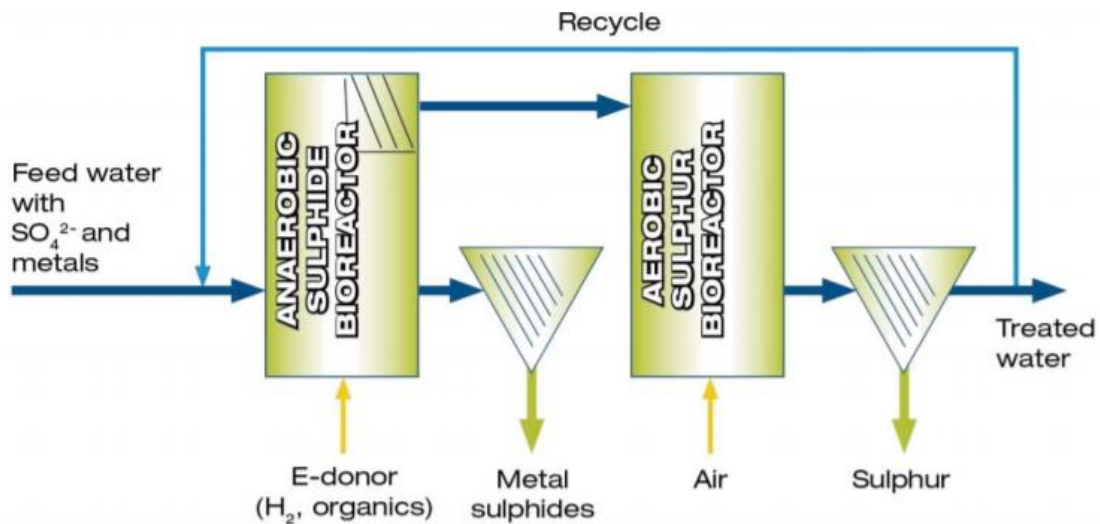 Recycle
Feed water
with
SO₄²⁻ and
metals
ANAEROBIC
SULPHIDE
BIOREACTOR
AEROBIC
SULPHUR
BIOREACTOR
Treated
water
E-donor
(H₂, organics)
Metal
sulphides
Air
Sulphur